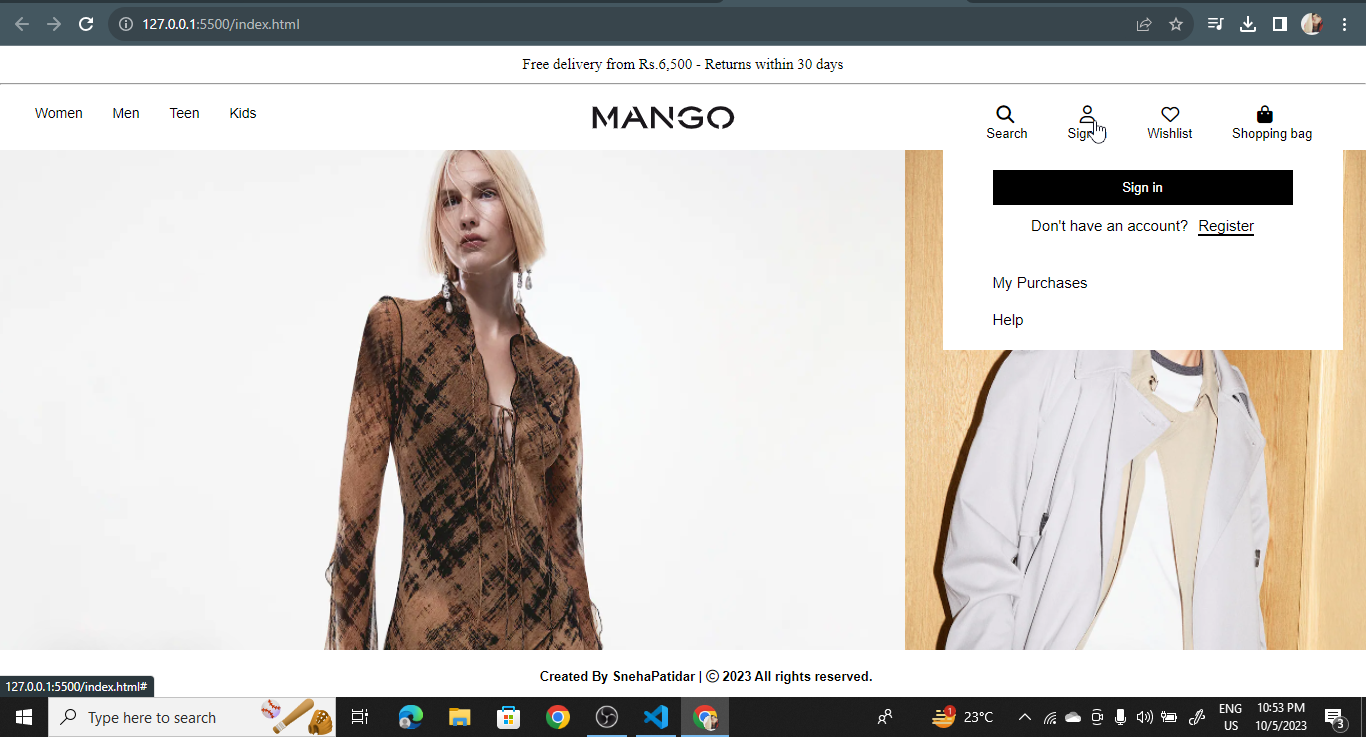 127.0.0.1:5500/index.html
Free delivery from Rs.6,500 - Returns within 30 days
Women Men Teen Kids
MANGO
Search Sign Wishlist Shopping bag
Sign in
Don't have an account? Register
My Purchases
Help
Created By SnehaPatidar | ⓒ 2023 All rights reserved.
127.0.0.1:5500/index.html#
Type here to search
1
23°C
ENG
US
10:53 PM
10/5/2023
3